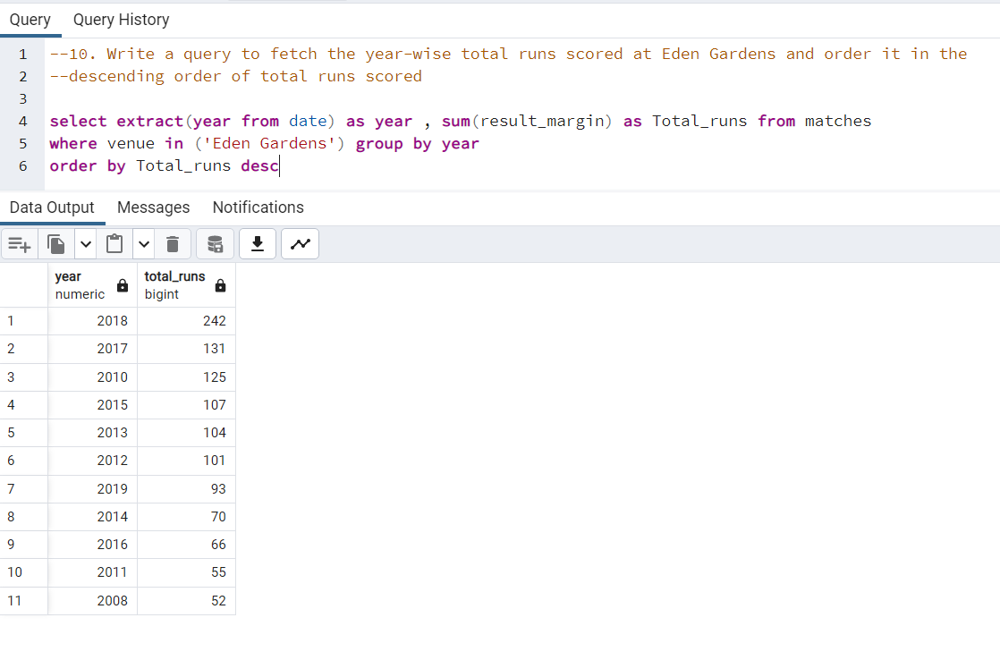 Query Query History
1 --10. Write a query to fetch the year-wise total runs scored at Eden Gardens and order it in the
2 --descending order of total runs scored
3
4 select extract(year from date) as year , sum(result_margin) as Total_runs from matches
5 where venue in ('Eden Gardens') group by year
6 order by Total_runs desc
Data Output Messages Notifications
year total_runs
numeric bigint
1 2018 242
2 2017 131
3 2010 125
4 2015 107
5 2013 104
6 2012 101
7 2019 93
8 2014 70
9 2016 66
10 2011 55
11 2008 52